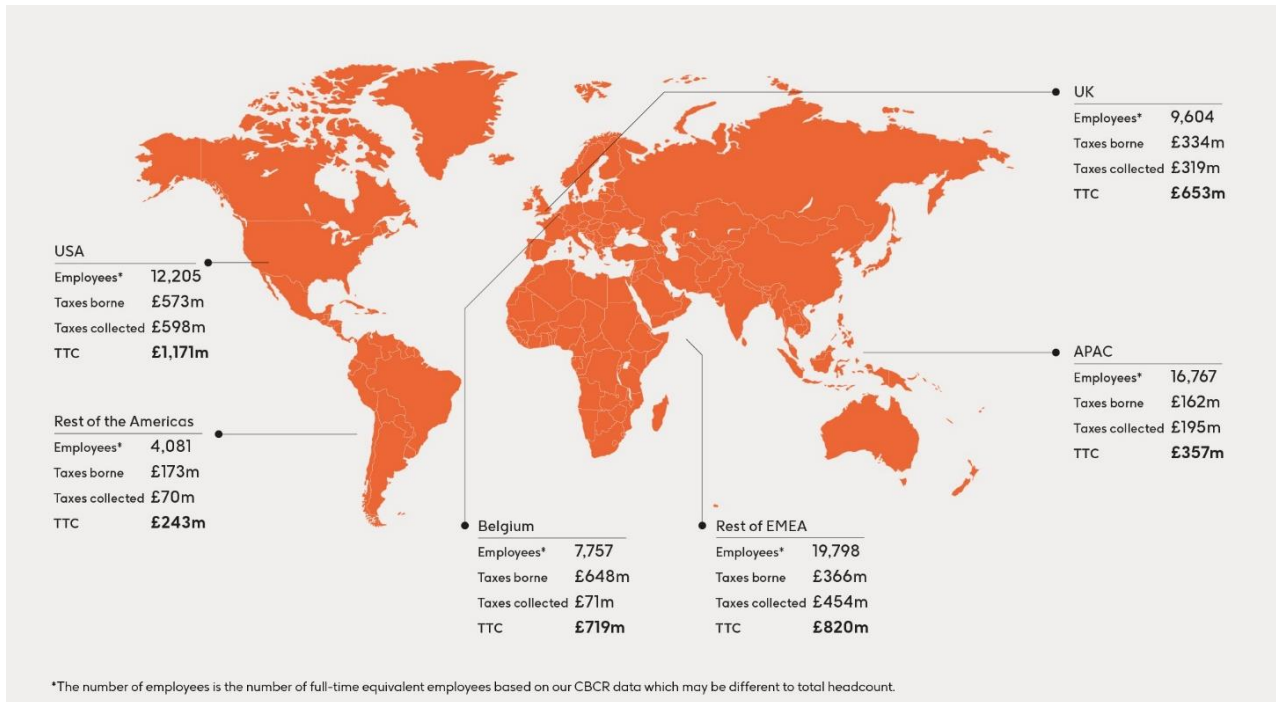 UK
Employees* 9,604
Taxes borne £334m
Taxes collected £319m
TTC £653m
USA
Employees* 12,205
Taxes borne £573m
Taxes collected £598m
TTC £1,171m
APAC
Employees* 16,767
Taxes borne £162m
Taxes collected £195m
TTC £357m
Rest of the Americas
Employees* 4,081
Taxes borne £173m
Taxes collected £70m
TTC £243m
Belgium
Employees* 7,757
Taxes borne £648m
Taxes collected £71m
TTC £719m
Rest of EMEA
Employees* 19,798
Taxes borne £366m
Taxes collected £454m
TTC £820m
*The number of employees is the number of full-time equivalent employees based on our CBCR data which may be different to total headcount.